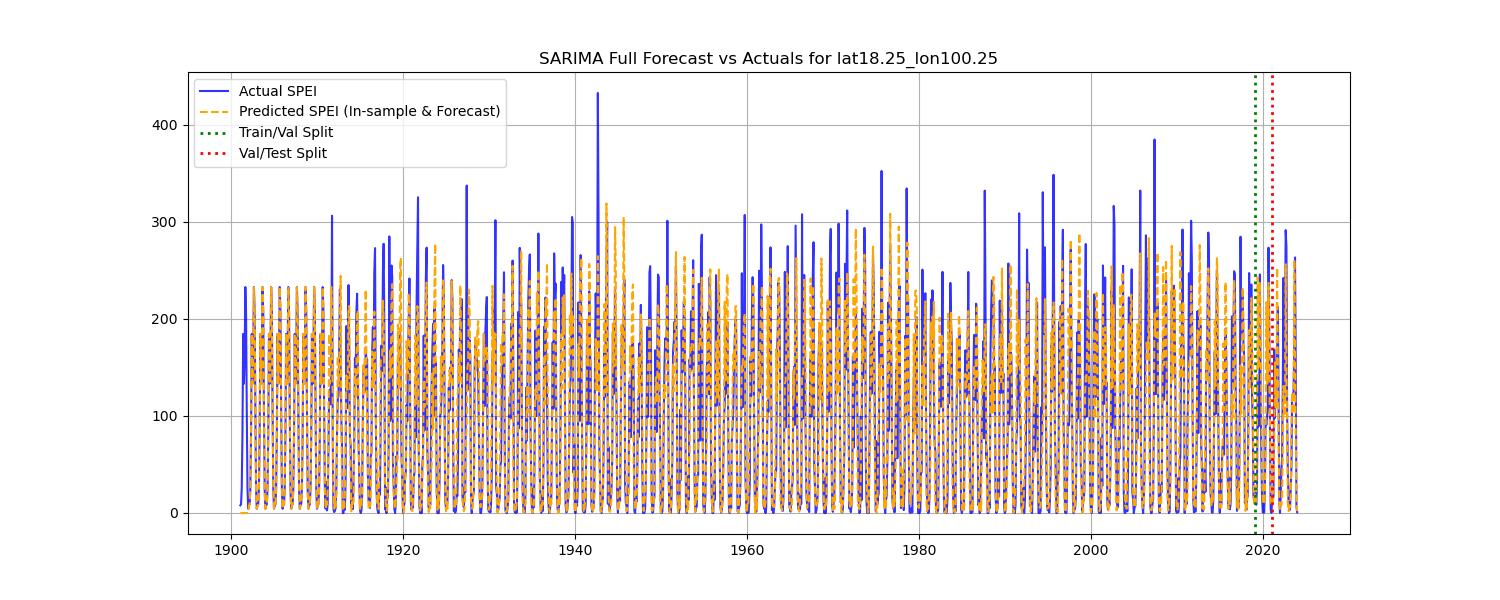 SARIMA Full Forecast vs Actuals for lat18.25_lon100.25
Actual SPEI
Predicted SPEI (In-sample & Forecast)
Train/Val Split
Val/Test Split
400
300
200
100
0
1900 1920 1940 1960 1980 2000 2020